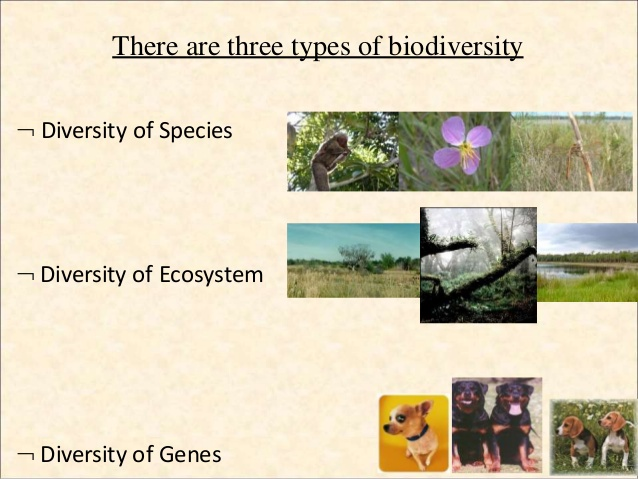 There are three types of biodiversity
¬ Diversity of Species
¬ Diversity of Ecosystem
¬ Diversity of Genes